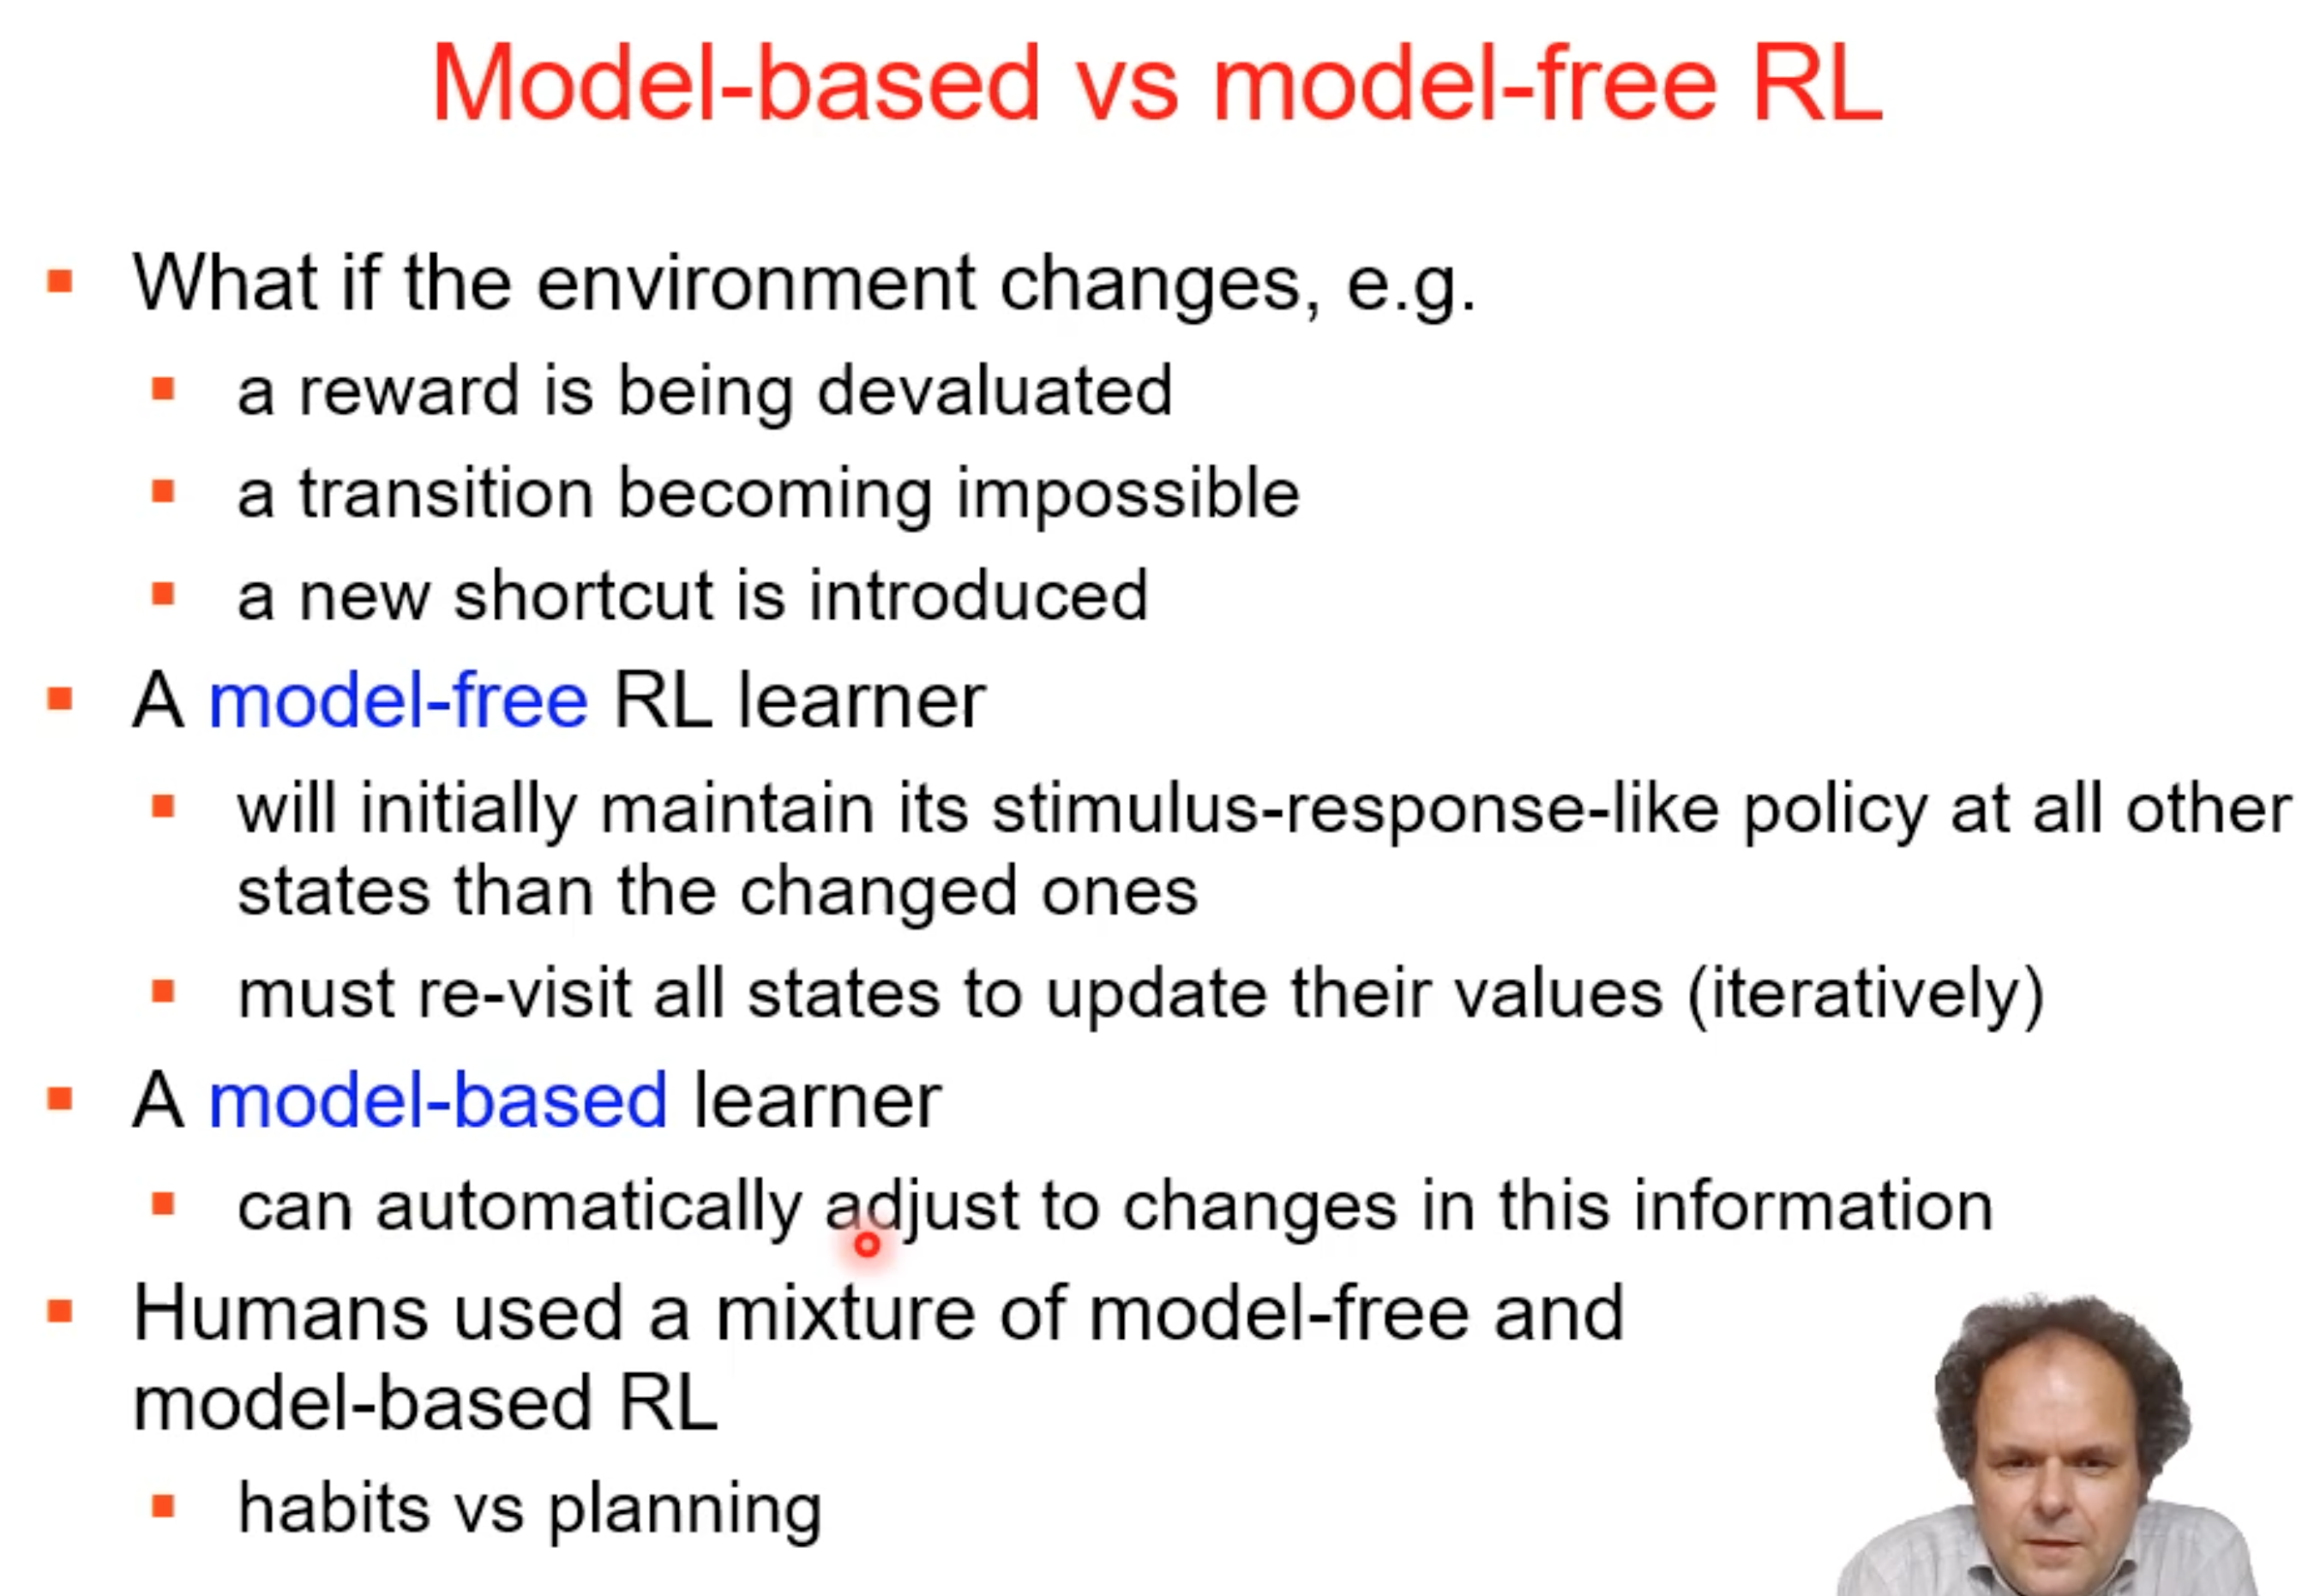 Model-based vs model-free RL
What if the environment changes, e.g.
a reward is being devaluated
a transition becoming impossible
a new shortcut is introduced
A model-free RL learner
will initially maintain its stimulus-response-like policy at all other
states than the changed ones
must re-visit all states to update their values (iteratively)
A model-based learner
can automatically adjust to changes in this information
Humans used a mixture of model-free and
model-based RL
habits vs planning